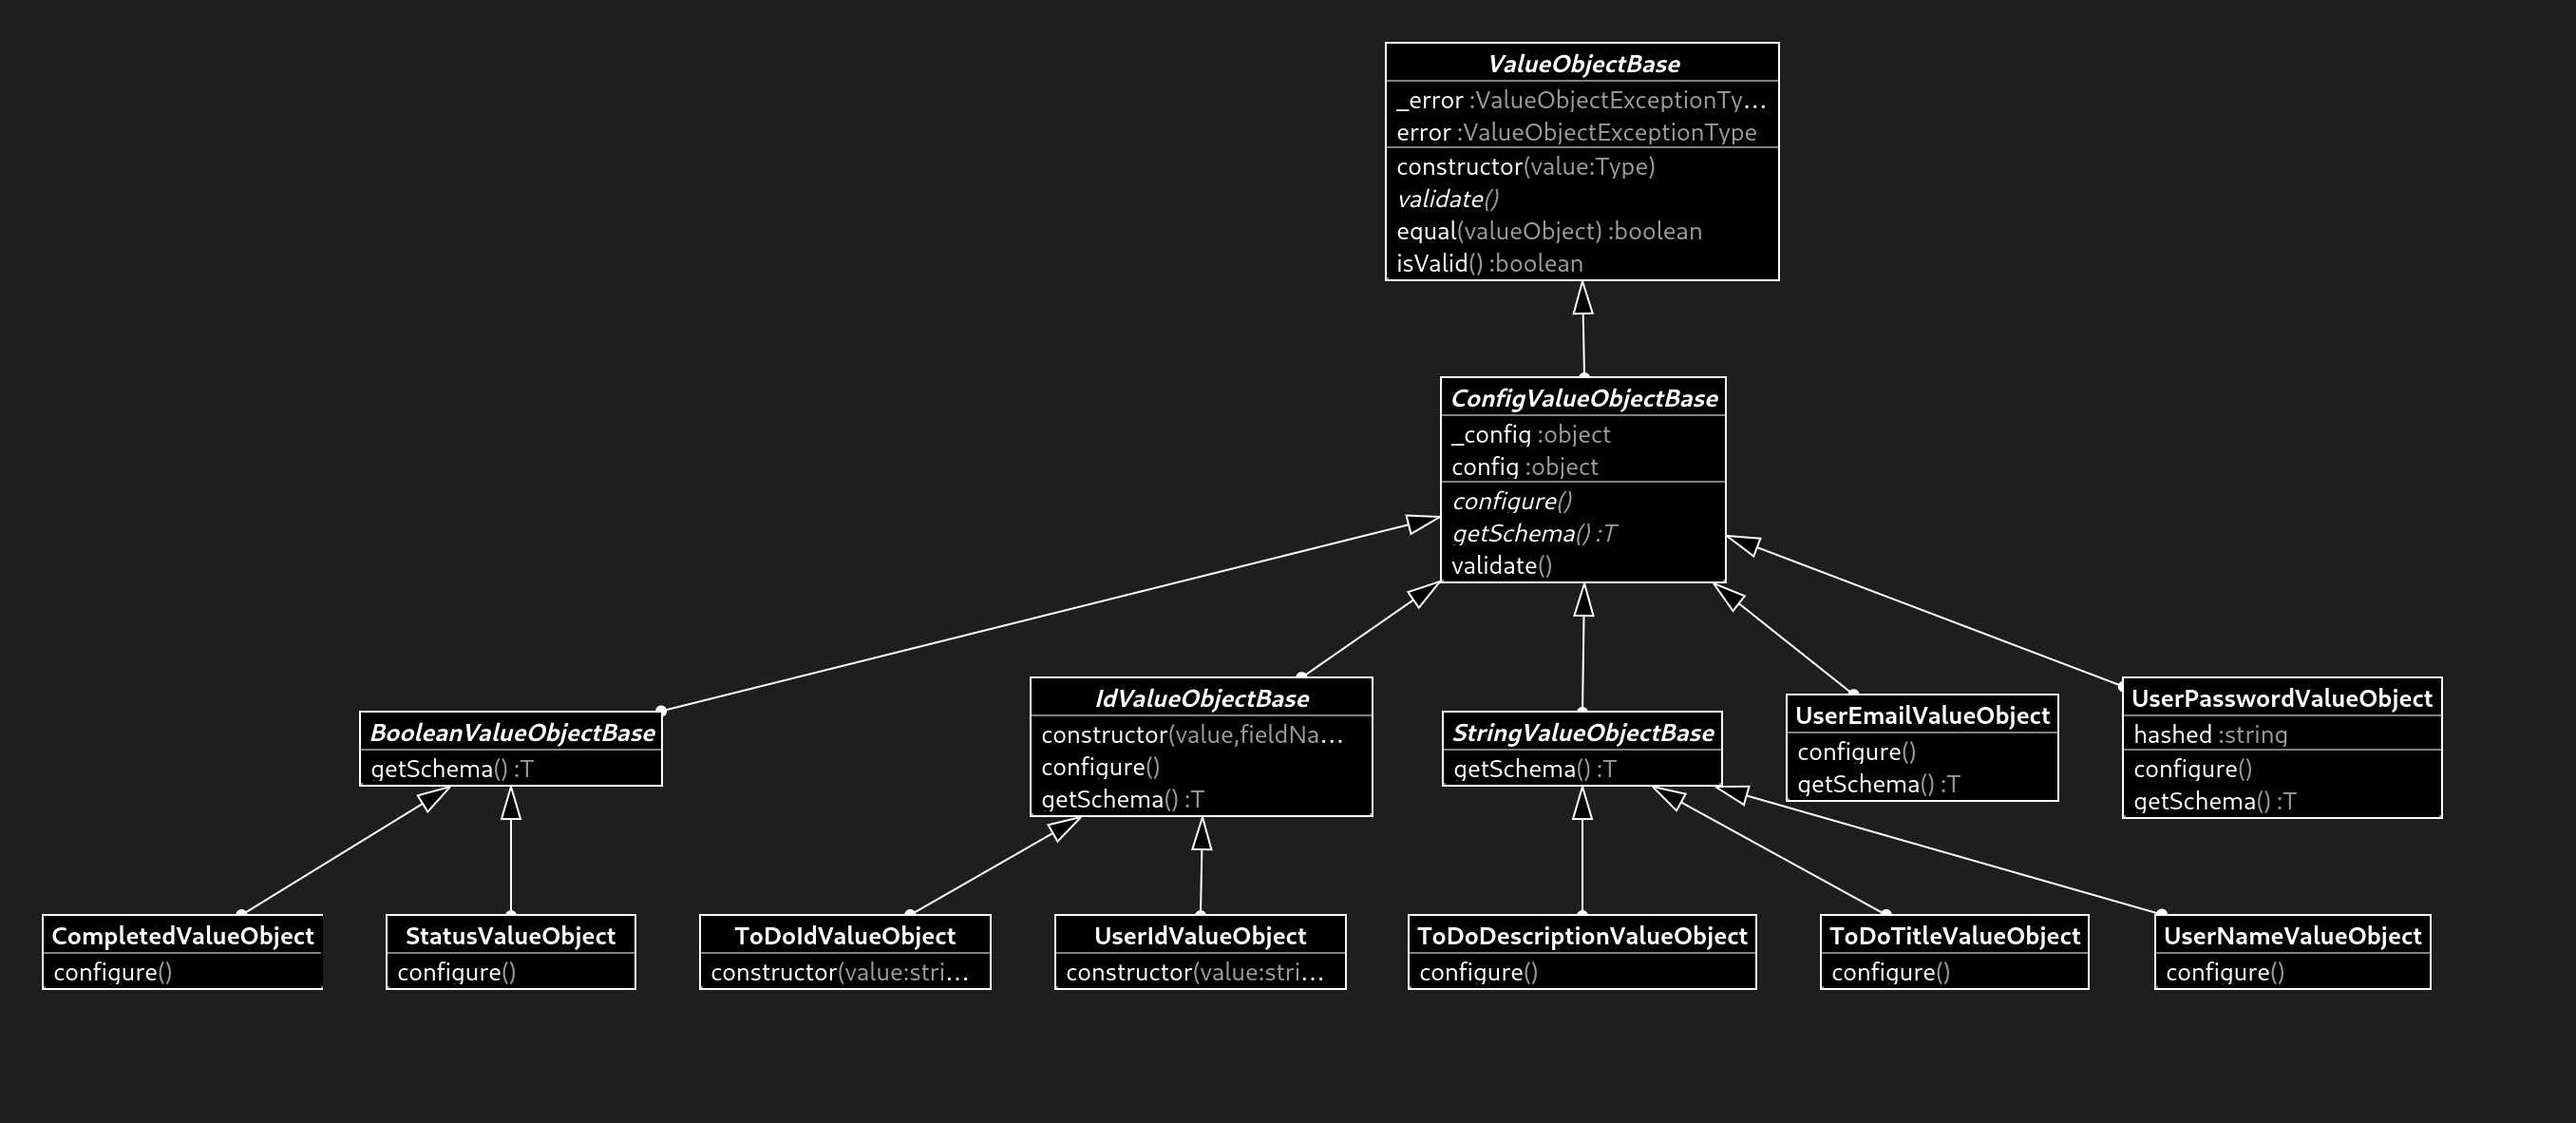 ValueObjectBase
_error :ValueObjectExceptionTy...
error :ValueObjectExceptionType
constructor(value:Type)
validate()
equal(valueObject) :boolean
isValid() :boolean
ConfigValueObjectBase
_config :object
config :object
configure()
getSchema() :T
validate()
BooleanValueObjectBase
getSchema() :T
IdValueObjectBase
constructor(value,fieldNa...
configure()
getSchema() :T
StringValueObjectBase
getSchema() :T
UserEmailValueObject
configure()
getSchema() :T
UserPasswordValueObject
hashed :string
configure()
getSchema() :T
CompletedValueObject
configure()
StatusValueObject
configure()
ToDoIdValueObject
constructor(value:stri...
UserIdValueObject
constructor(value:stri...
ToDoDescriptionValueObject
configure()
ToDoTitleValueObject
configure()
UserNameValueObject
configure()